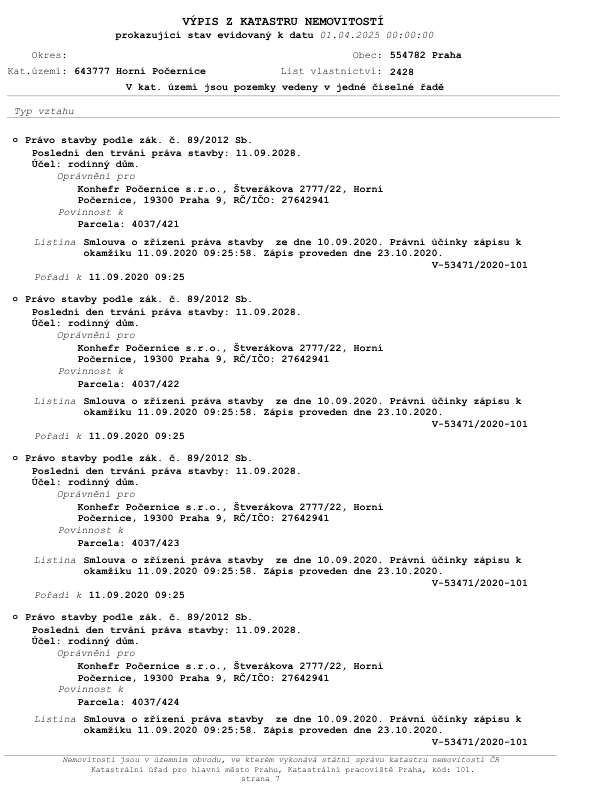 VÝPIS Z KATASTRU NEMOVITOSTÍ
prokazující stav evidovaný k datu 01.04.2025 00:00:00
Okres: Obec: 554782 Praha
Kat.území: 643777 Horní Počernice List vlastnictví: 2428
V kat. území jsou pozemky vedeny v jedné číselné řadě
Typ vztahu
o Právo stavby podle zák. č. 89/2012 Sb.
Poslední den trvání práva stavby: 11.09.2028.
Účel: rodinný dům.
Oprávnění pro
Konhefr Počernice s.r.o., Štverákova 2777/22, Horní
Počernice, 19300 Praha 9, RČ/IČO: 27642941
Povinnost k
Parcela: 4037/421
Listina Smlouva o zřízení práva stavby  ze dne 10.09.2020. Právní účinky zápisu k
okamžiku 11.09.2020 09:25:58. Zápis proveden dne 23.10.2020.
V-53471/2020-101
Pořadí k 11.09.2020 09:25
o Právo stavby podle zák. č. 89/2012 Sb.
Poslední den trvání práva stavby: 11.09.2028.
Účel: rodinný dům.
Oprávnění pro
Konhefr Počernice s.r.o., Štverákova 2777/22, Horní
Počernice, 19300 Praha 9, RČ/IČO: 27642941
Povinnost k
Parcela: 4037/422
Listina Smlouva o zřízení práva stavby  ze dne 10.09.2020. Právní účinky zápisu k
okamžiku 11.09.2020 09:25:58. Zápis proveden dne 23.10.2020.
V-53471/2020-101
Pořadí k 11.09.2020 09:25
o Právo stavby podle zák. č. 89/2012 Sb.
Poslední den trvání práva stavby: 11.09.2028.
Účel: rodinný dům.
Oprávnění pro
Konhefr Počernice s.r.o., Štverákova 2777/22, Horní
Počernice, 19300 Praha 9, RČ/IČO: 27642941
Povinnost k
Parcela: 4037/423
Listina Smlouva o zřízení práva stavby  ze dne 10.09.2020. Právní účinky zápisu k
okamžiku 11.09.2020 09:25:58. Zápis proveden dne 23.10.2020.
V-53471/2020-101
Pořadí k 11.09.2020 09:25
o Právo stavby podle zák. č. 89/2012 Sb.
Poslední den trvání práva stavby: 11.09.2028.
Účel: rodinný dům.
Oprávnění pro
Konhefr Počernice s.r.o., Štverákova 2777/22, Horní
Počernice, 19300 Praha 9, RČ/IČO: 27642941
Povinnost k
Parcela: 4037/424
Listina Smlouva o zřízení práva stavby  ze dne 10.09.2020. Právní účinky zápisu k
okamžiku 11.09.2020 09:25:58. Zápis proveden dne 23.10.2020.
V-53471/2020-101
Nemovitosti jsou v územním obvodu, ve kterém vykonává státní správu katastru nemovitostí ČR
Katastrální úřad pro hlavní město Prahu, Katastrální pracoviště Praha, kód: 101.
strana 7